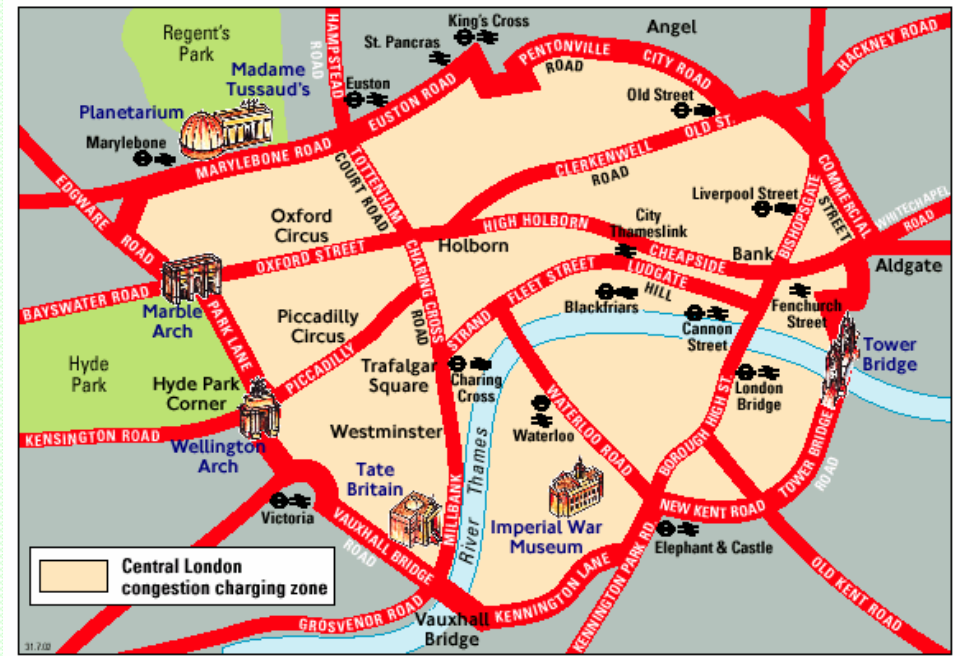 King's Cross
St. Pancras
Angel
Regent's
Park
HAMPSTEAD
ROAD
PENTONVILLE
ROAD
CITY ROAD
HACKNEY ROAD
Madame
Tussaud's
Euston
EUSTON ROAD
Old Street
OLD ST.
Planetarium
Marylebone
MARYLEBONE ROAD
TOTTENHAM
COURT ROAD
CLERKENWELL
ROAD
COMMERCIAL
STREET
EDGWARE
ROAD
Liverpool Street
BISHOPSGATE
WHITECHAPEL
ROAD
Oxford
Circus
OXFORD STREET
HIGH HOLBORN
Holborn
City
Thameslink
CHEAPSIDE
Bank
Aldgate
BAYSWATER ROAD
Marble
Arch
PARK LANE
CHARING CROSS
ROAD
STRAND
FLEET STREET
LUDGATE
HILL
Blackfriars
Cannon
Street
Fenchurch
Street
Piccadilly
Circus
PICCADILLY
Tower
Bridge
Hyde
Park
Hyde Park
Corner
Trafalgar
Square
Charing
Cross
London
Bridge
KENSINGTON ROAD
Wellington
Arch
Westminster
Waterloo
WATERLOO ROAD
BOROUGH HIGH ST.
TOWER BRIDGE
ROAD
Tate
Britain
MILLBANK
River Thames
Imperial War
Museum
NEW KENT ROAD
Victoria
VAUXHALL BRIDGE
ROAD
Elephant & Castle
OLD KENT ROAD
KENNINGTON LANE
KENNINGTON PARK RD.
GROSVENOR ROAD
Vauxhall
Bridge
Central London
congestion charging zone
31.7.02